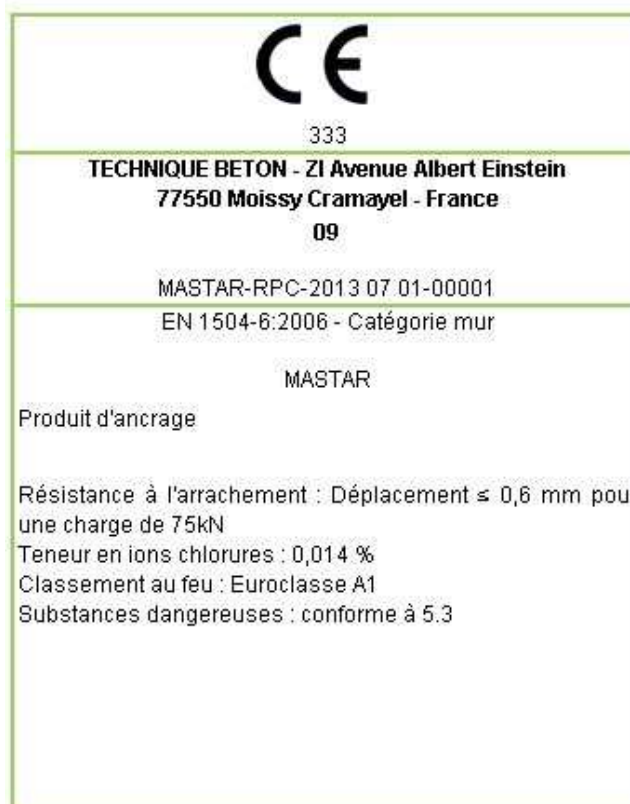 CE
333
TECHNIQUE BETON - ZI Avenue Albert Einstein
77550 Moissy Cramayel - France
09
MASTAR-RPC-2013 07 01-00001
EN 1504-6:2006 - Catégorie mur
MASTAR
Produit d'ancrage
Résistance à l'arrachement : Déplacement ≤ 0,6 mm pou
une charge de 75kN
Teneur en ions chlorures : 0,014 %
Classement au feu : Euroclasse A1
Substances dangereuses : conforme à 5.3